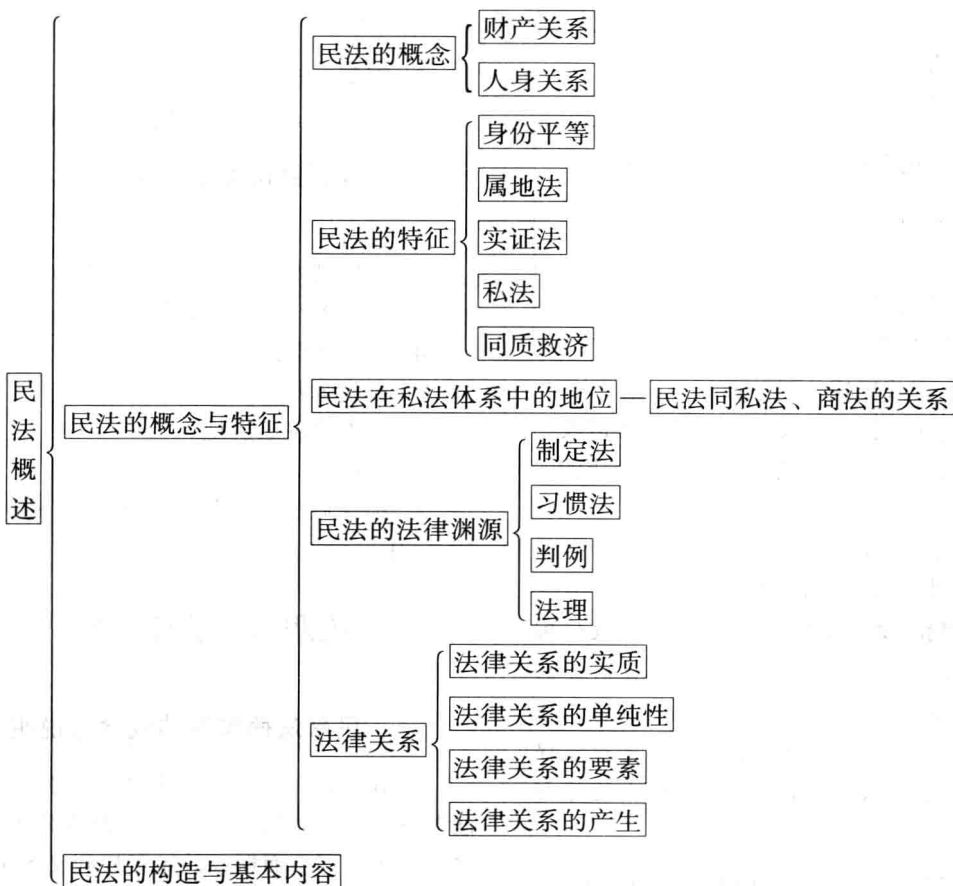 民法概述
民法的概念与特征
民法的概念
财产关系
人身关系
民法的特征
身份平等
属地法
实证法
私法
同质救济
民法在私法体系中的地位
民法同私法、商法的关系
民法的法律渊源
制定法
习惯法
判例
法理
法律关系
法律关系的实质
法律关系的单纯性
法律关系的要素
法律关系的产生
民法的构造与基本内容